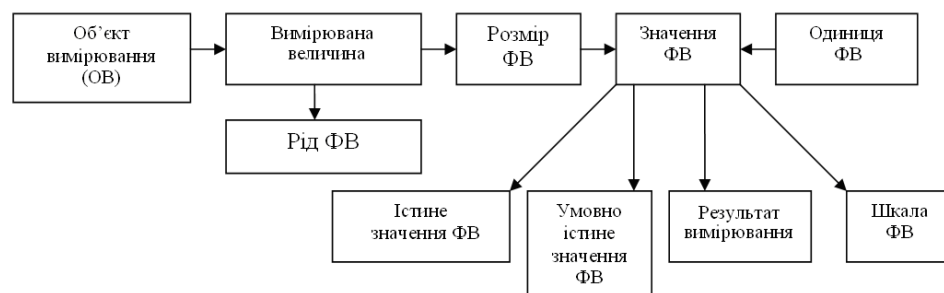 Об’єкт
вимірювання
(ОВ)
Вимірювана
величина
Розмір
ФВ
Значення
ФВ
Одиниця
ФВ
Рід ФВ
Істине
значення ФВ
Умовно
істине
значення
ФВ
Результат
вимірювання
Шкала
ФВ